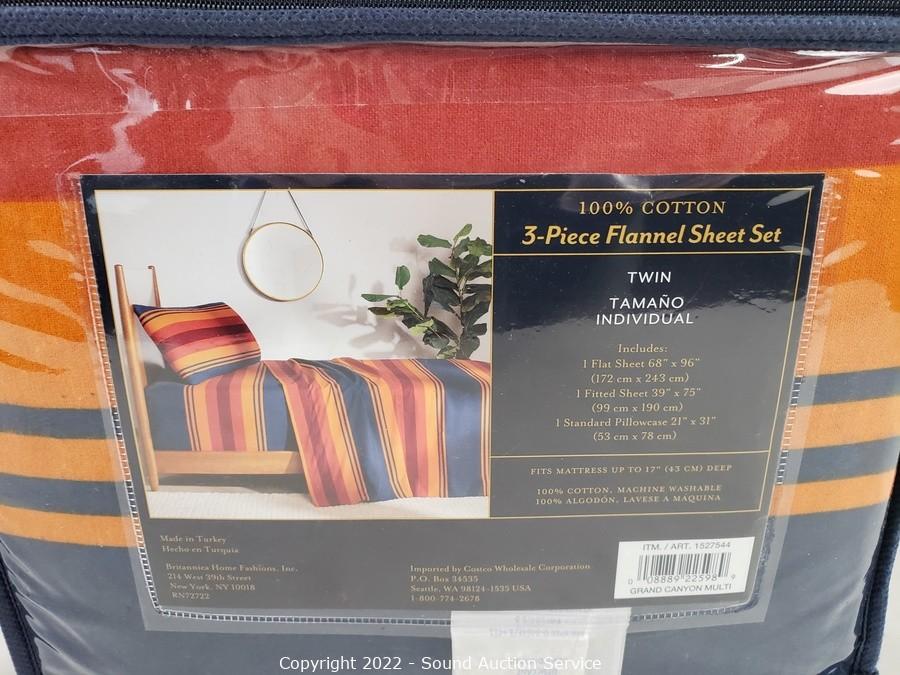 100% COTTON
3-Piece Flannel Sheet Set
TWIN
TAMAÑO
INDIVIDUAL
Includes:
1 Flat Sheet 68” x 96”
(172 cm x 243 cm)
1 Fitted Sheet 39” x 75”
(99 cm x 190 cm)
1 Standard Pillowcase 21” x 31”
(53 cm x 78 cm)
FITS MATTRESS UP TO 17” (43 CM) DEEP
100% COTTON, MACHINE WASHABLE
100% ALGODÓN, LAVESE A MAQUINA
Made in Turkey
Hecho en Turquia
Britannica Home Fashions, Inc.
214 West 39th Street
New York, NY 10018
RN72722
Imported by Costco Wholesale Corporation
P.O. Box 34535
Seattle, WA 98124-1535 USA
1-800-774-2678
ITM. / ART. 1527544
0 08889 22598 9
GRAND CANYON MULTI
Copyright 2022 - Sound Auction Service